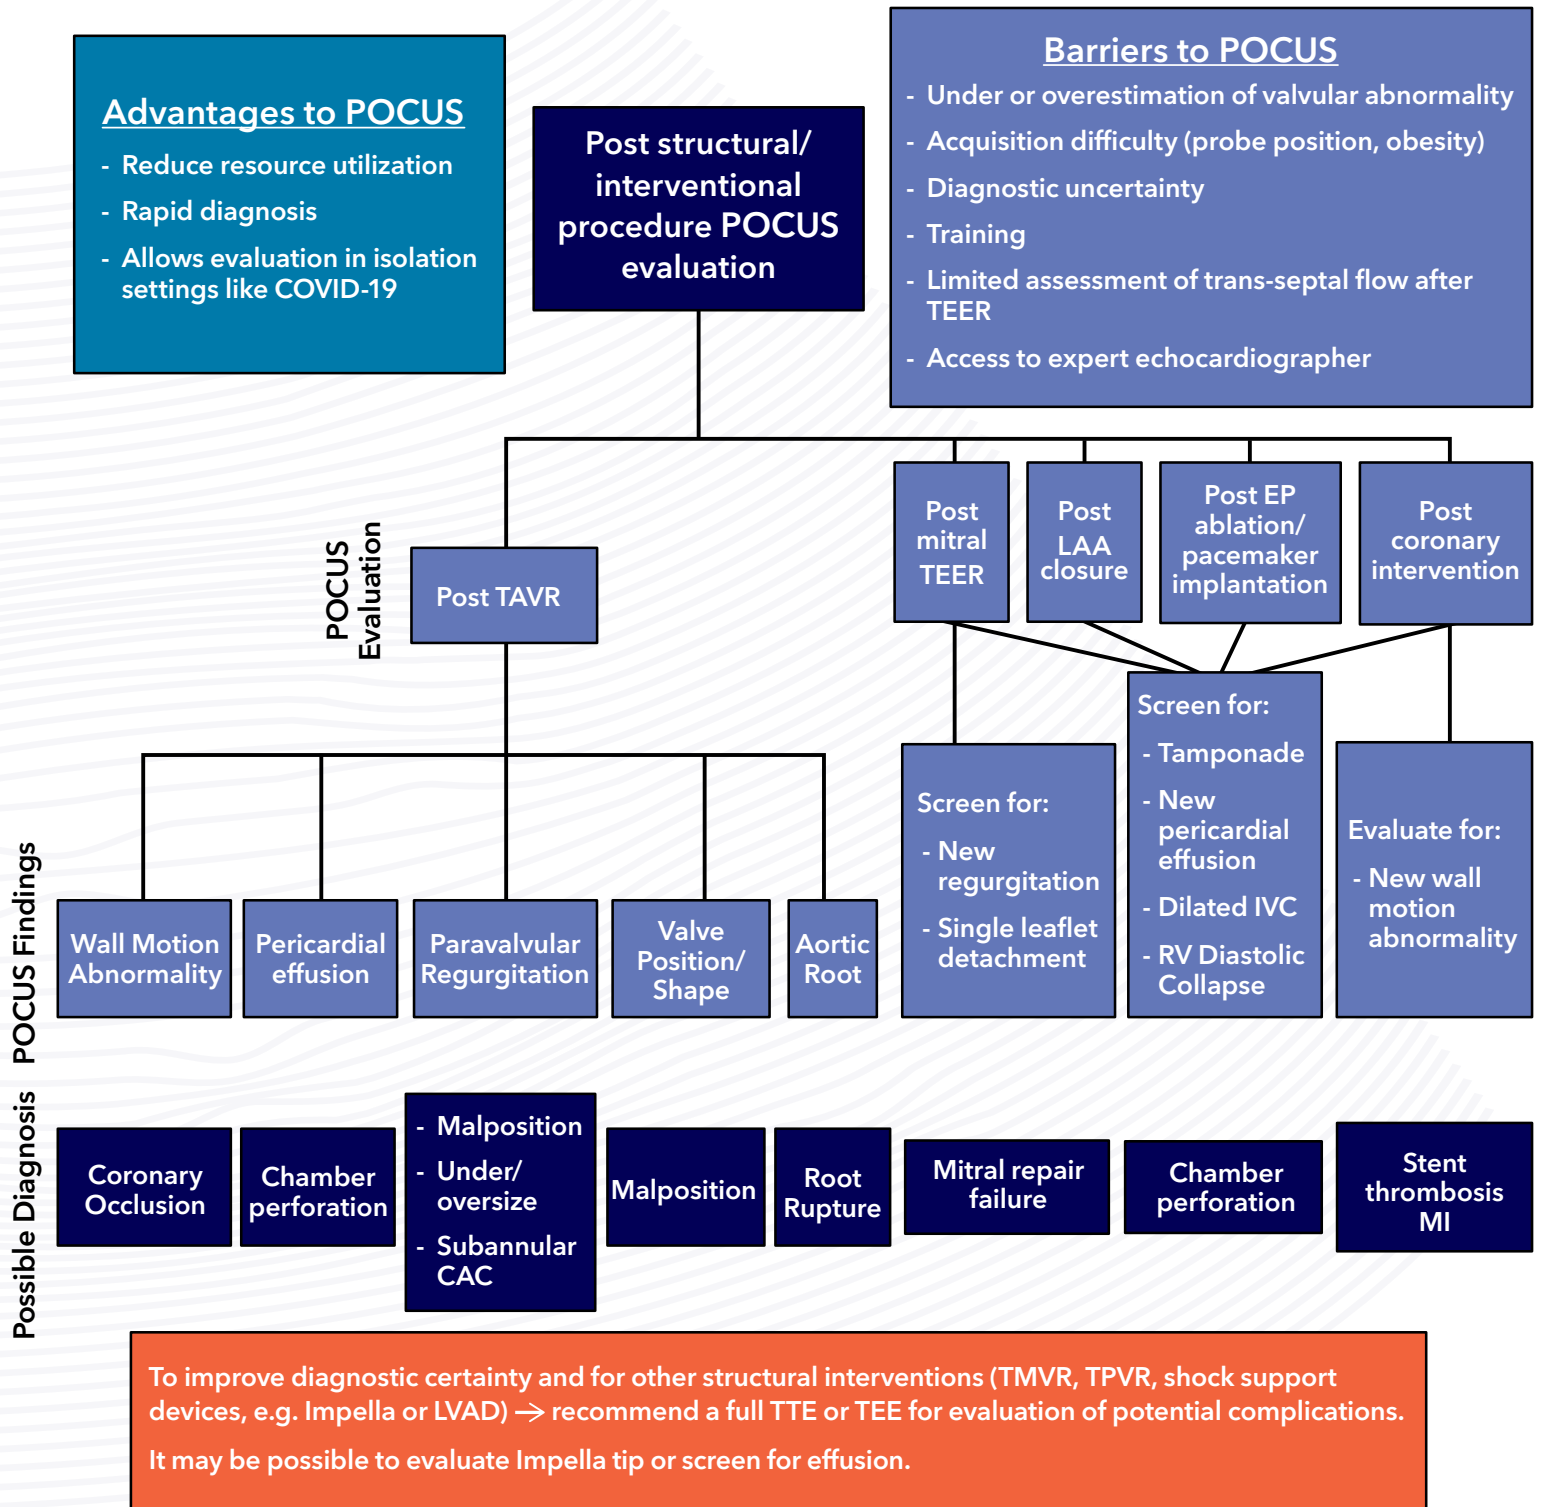 Advantages to POCUS
- Reduce resource utilization
- Rapid diagnosis
- Allows evaluation in isolation
settings like COVID-19
Post structural/
interventional
procedure POCUS
evaluation
Barriers to POCUS
- Under or overestimation of valvular abnormality
- Acquisition difficulty (probe position, obesity)
- Diagnostic uncertainty
- Training
- Limited assessment of trans-septal flow after
TEER
- Access to expert echocardiographer
POCUS
Evaluation
Post TAVR
Post
mitral
TEER
Post
LAA
closure
Post EP
ablation/
pacemaker
implantation
Post
coronary
intervention
POCUS Findings
Wall Motion
Abnormality
Pericardial
effusion
Paravalvular
Regurgitation
Valve
Position/
Shape
Aortic
Root
Screen for:
- New
regurgitation
- Single leaflet
detachment
Screen for:
- Tamponade
- New
pericardial
effusion
- Dilated IVC
- RV Diastolic
Collapse
Evaluate for:
- New wall
motion
abnormality
Possible Diagnosis
Coronary
Occlusion
Chamber
perforation
- Malposition
- Under/
oversize
- Subannular
CAC
Malposition
Root
Rupture
Mitral repair
failure
Chamber
perforation
Stent
thrombosis
MI
To improve diagnostic certainty and for other structural interventions (TMVR, TPVR, shock support
devices, e.g. Impella or LVAD) → recommend a full TTE or TEE for evaluation of potential complications.
It may be possible to evaluate Impella tip or screen for effusion.